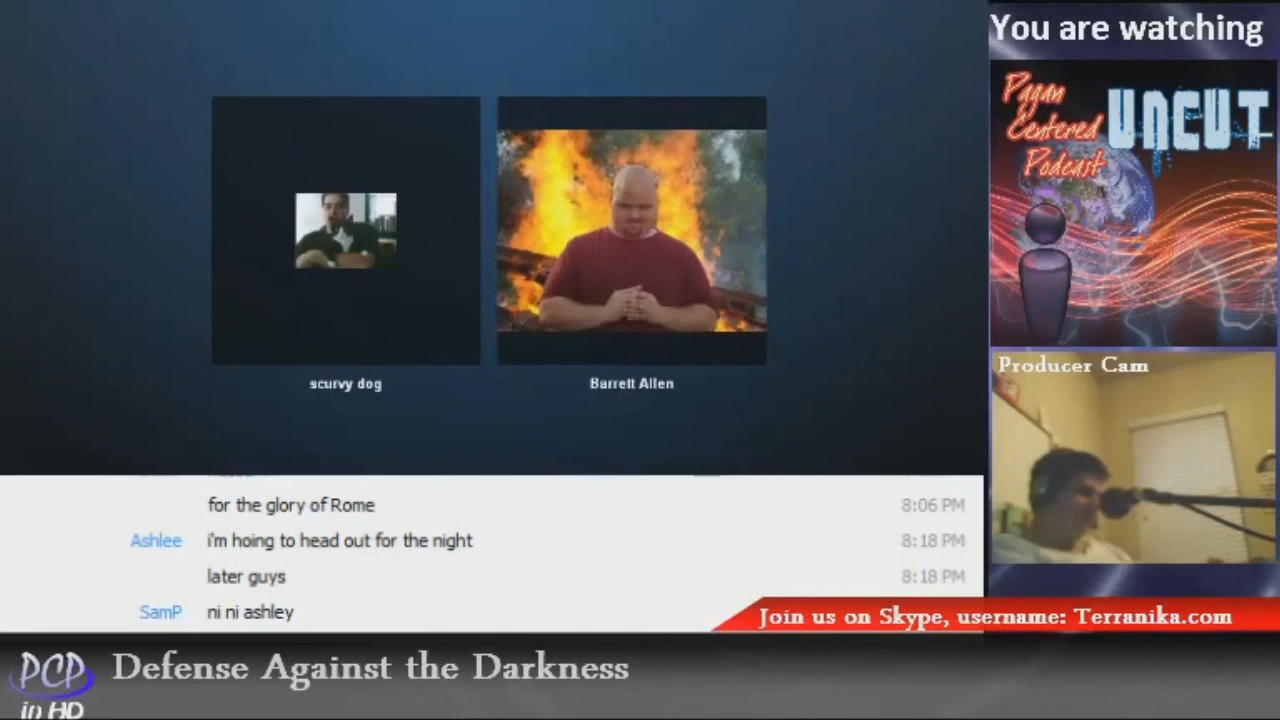 You are watching
Pagan
Centered
Podcast
UNCUT
scurvy dog
Barrett Allen
Producer Cam
for the glory of Rome 8:06 PM
Ashlee i'm hoing to head out for the night 8:18 PM
later guys 8:18 PM
SamP ni ni ashley
Join us on Skype, username: Terranika.com
PCP
in HD
Defense Against the Darkness